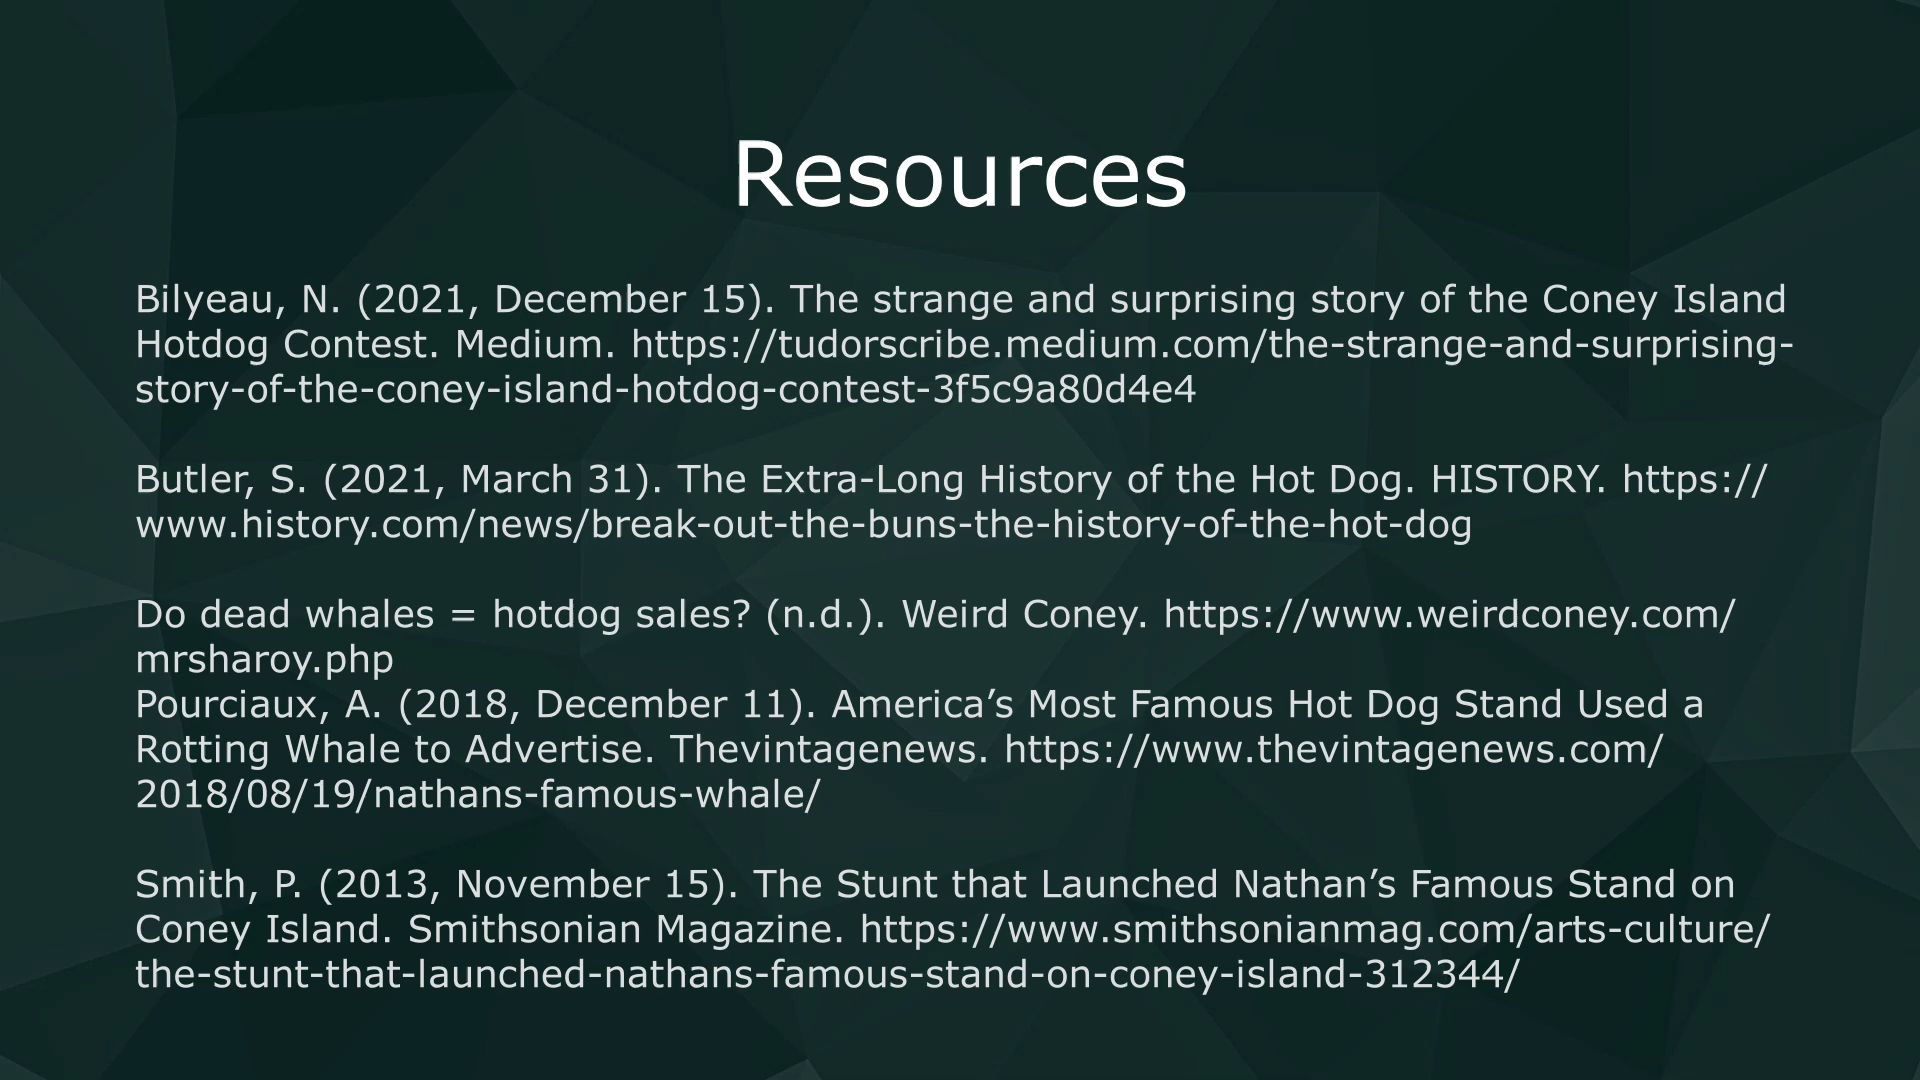 Resources
Bilyeau, N. (2021, December 15). The strange and surprising story of the Coney Island
Hotdog Contest. Medium. https://tudorscribe.medium.com/the-strange-and-surprising-
story-of-the-coney-island-hotdog-contest-3f5c9a80d4e4
Butler, S. (2021, March 31). The Extra-Long History of the Hot Dog. HISTORY. https://
www.history.com/news/break-out-the-buns-the-history-of-the-hot-dog
Do dead whales = hotdog sales? (n.d.). Weird Coney. https://www.weirdconey.com/
mrsharoy.php
Pourciaux, A. (2018, December 11). America’s Most Famous Hot Dog Stand Used a
Rotting Whale to Advertise. Thevintagenews. https://www.thevintagenews.com/
2018/08/19/nathans-famous-whale/
Smith, P. (2013, November 15). The Stunt that Launched Nathan’s Famous Stand on
Coney Island. Smithsonian Magazine. https://www.smithsonianmag.com/arts-culture/
the-stunt-that-launched-nathans-famous-stand-on-coney-island-312344/